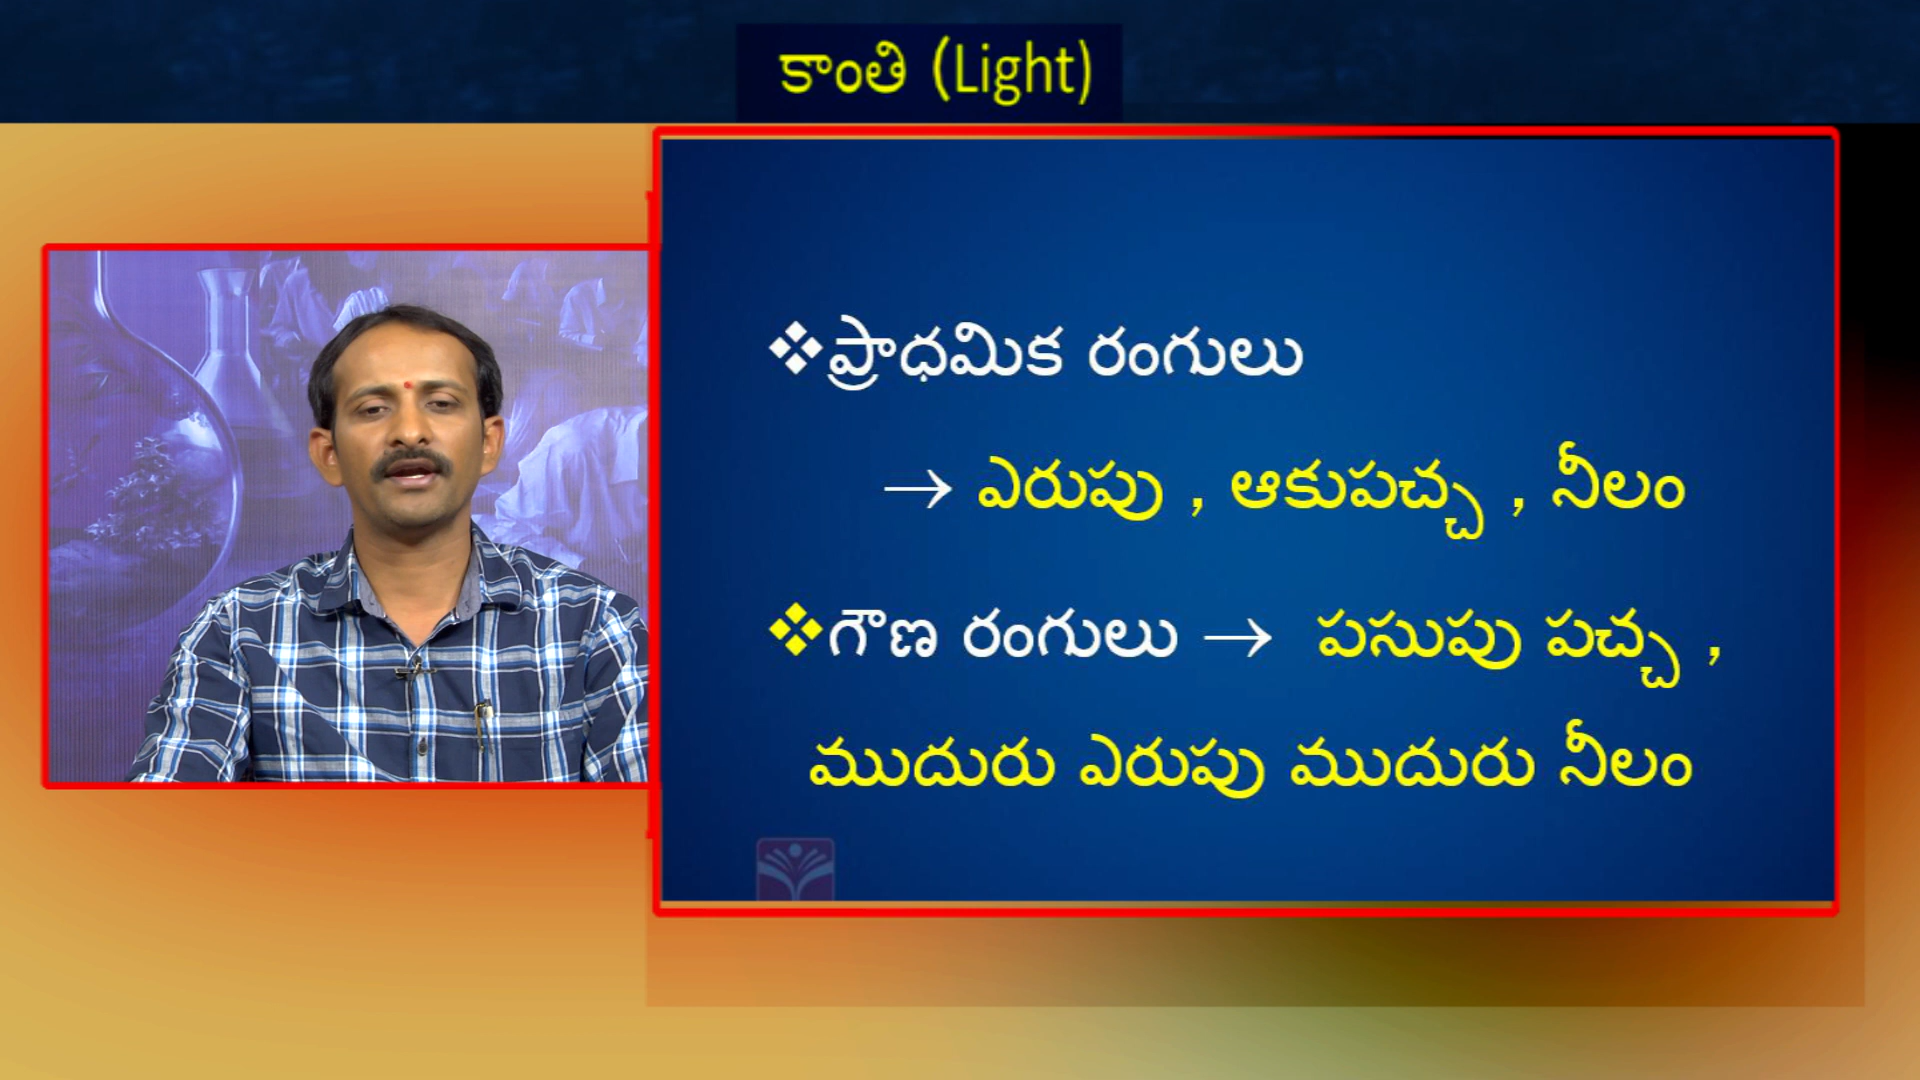 కాంతి (Light)
❖ప్రాధమిక రంగులు
→ ఎరుపు , ఆకుపచ్చ , నీలం
❖గౌణ రంగులు → పసుపు పచ్చ ,
ముదురు ఎరుపు ముదురు నీలం